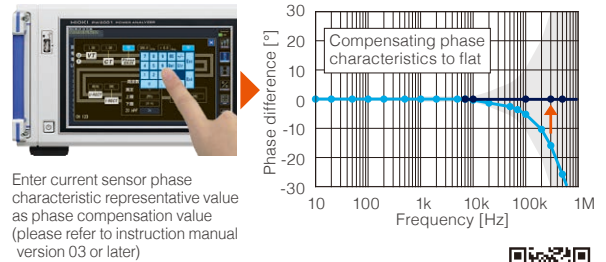 HIOKI
VT
CT
Enter current sensor phase
characteristic representative value
as phase compensation value
(please refer to instruction manual
version 03 or later)
Compensating phase
characteristics to flat
Phase difference [°]
30
20
10
0
-10
-20
-30
10 100 1k 10k 100k 1M
Frequency [Hz]